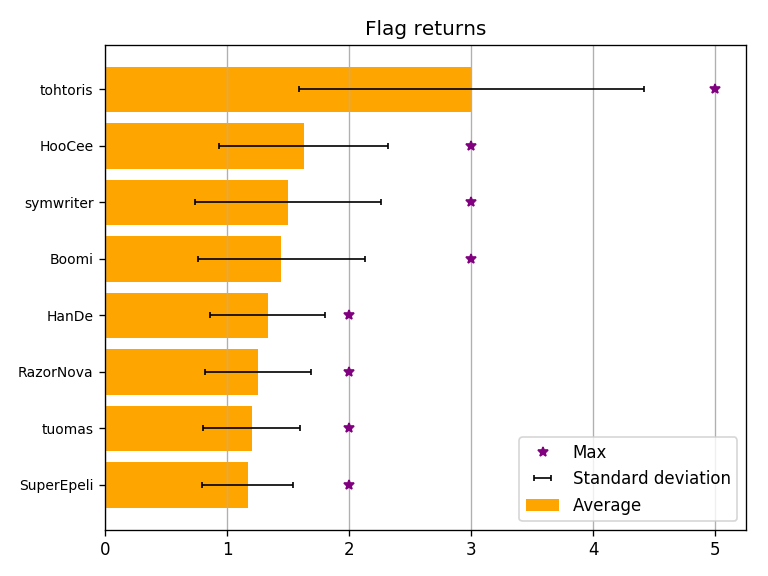 Flag returns
tohtoris
HooCee
symwriter
Boomi
HanDe
RazorNova
tuomas
SuperEpeli
Max
Standard deviation
Average
0 1 2 3 4 5